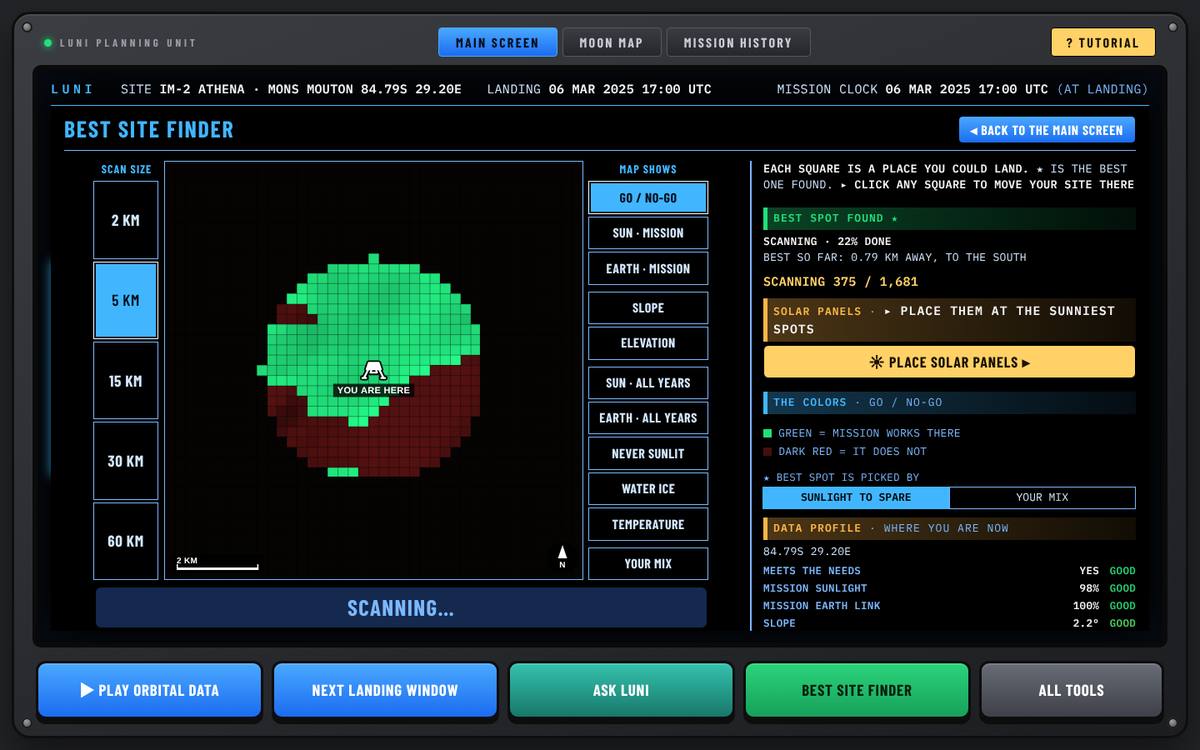 LUNI PLANNING UNIT
MAIN SCREEN
MOON MAP
MISSION HISTORY
? TUTORIAL
LUNI
SITE IM-2 ATHENA · MONS MOUTON 84.79S 29.20E
LANDING 06 MAR 2025 17:00 UTC
MISSION CLOCK 06 MAR 2025 17:00 UTC (AT LANDING)
BEST SITE FINDER
◂ BACK TO THE MAIN SCREEN
SCAN SIZE
2 KM
5 KM
15 KM
30 KM
60 KM
YOU ARE HERE
2 KM
N
SCANNING...
MAP SHOWS
GO / NO-GO
SUN · MISSION
EARTH · MISSION
SLOPE
ELEVATION
SUN · ALL YEARS
EARTH · ALL YEARS
NEVER SUNLIT
WATER ICE
TEMPERATURE
YOUR MIX
EACH SQUARE IS A PLACE YOU COULD LAND. ★ IS THE BEST
ONE FOUND. ▸ CLICK ANY SQUARE TO MOVE YOUR SITE THERE
BEST SPOT FOUND ★
SCANNING · 22% DONE
BEST SO FAR: 0.79 KM AWAY, TO THE SOUTH
SCANNING 375 / 1,681
SOLAR PANELS · ▸ PLACE THEM AT THE SUNNIEST
SPOTS
☀ PLACE SOLAR PANELS ▸
THE COLORS · GO / NO-GO
GREEN = MISSION WORKS THERE
DARK RED = IT DOES NOT
★ BEST SPOT IS PICKED BY
SUNLIGHT TO SPARE
YOUR MIX
DATA PROFILE · WHERE YOU ARE NOW
84.79S 29.20E
MEETS THE NEEDS YES GOOD
MISSION SUNLIGHT 98% GOOD
MISSION EARTH LINK 100% GOOD
SLOPE 2.2° GOOD
▶ PLAY ORBITAL DATA
NEXT LANDING WINDOW
ASK LUNI
BEST SITE FINDER
ALL TOOLS